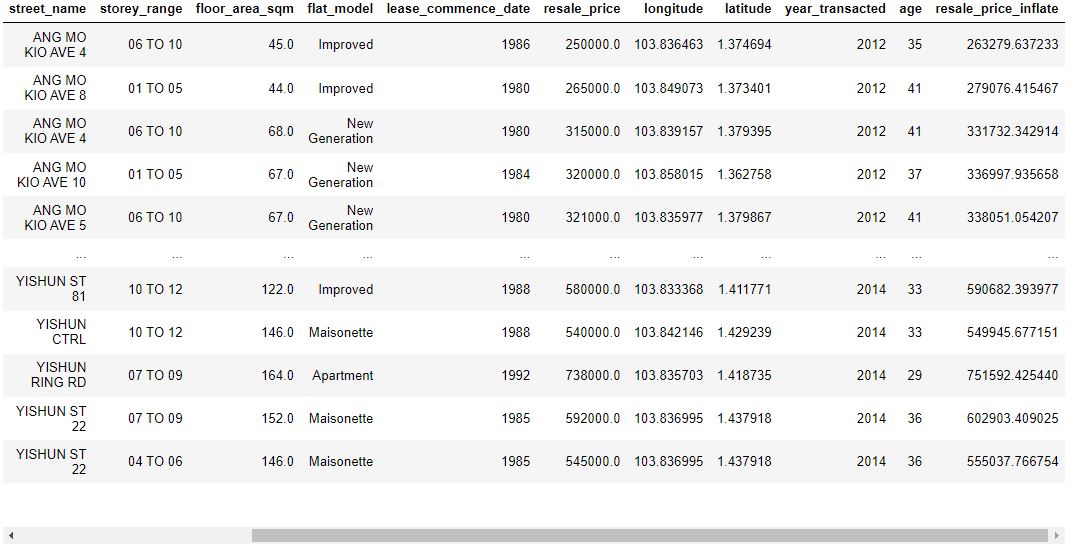 street_name storey_range floor_area_sqm flat_model lease_commence_date resale_price longitude latitude year_transacted age resale_price_inflate
ANG MO
KIO AVE 4 06 TO 10 45.0 Improved 1986 250000.0 103.836463 1.374694 2012 35 263279.637233
ANG MO
KIO AVE 8 01 TO 05 44.0 Improved 1980 265000.0 103.849073 1.373401 2012 41 279076.415467
ANG MO
KIO AVE 4 06 TO 10 68.0 New
Generation 1980 315000.0 103.839157 1.379395 2012 41 331732.342914
ANG MO
KIO AVE 10 01 TO 05 67.0 New
Generation 1984 320000.0 103.858015 1.362758 2012 37 336997.935658
ANG MO
KIO AVE 5 06 TO 10 67.0 New
Generation 1980 321000.0 103.835977 1.379867 2012 41 338051.054207
... ... ... ... ... ... ... ... ... ... ...
YISHUN ST
81 10 TO 12 122.0 Improved 1988 580000.0 103.833368 1.411771 2014 33 590682.393977
YISHUN
CTRL 10 TO 12 146.0 Maisonette 1988 540000.0 103.842146 1.429239 2014 33 549945.677151
YISHUN
RING RD 07 TO 09 164.0 Apartment 1992 738000.0 103.835703 1.418735 2014 29 751592.425440
YISHUN ST
22 07 TO 09 152.0 Maisonette 1985 592000.0 103.836995 1.437918 2014 36 602903.409025
YISHUN ST
22 04 TO 06 146.0 Maisonette 1985 545000.0 103.836995 1.437918 2014 36 555037.766754